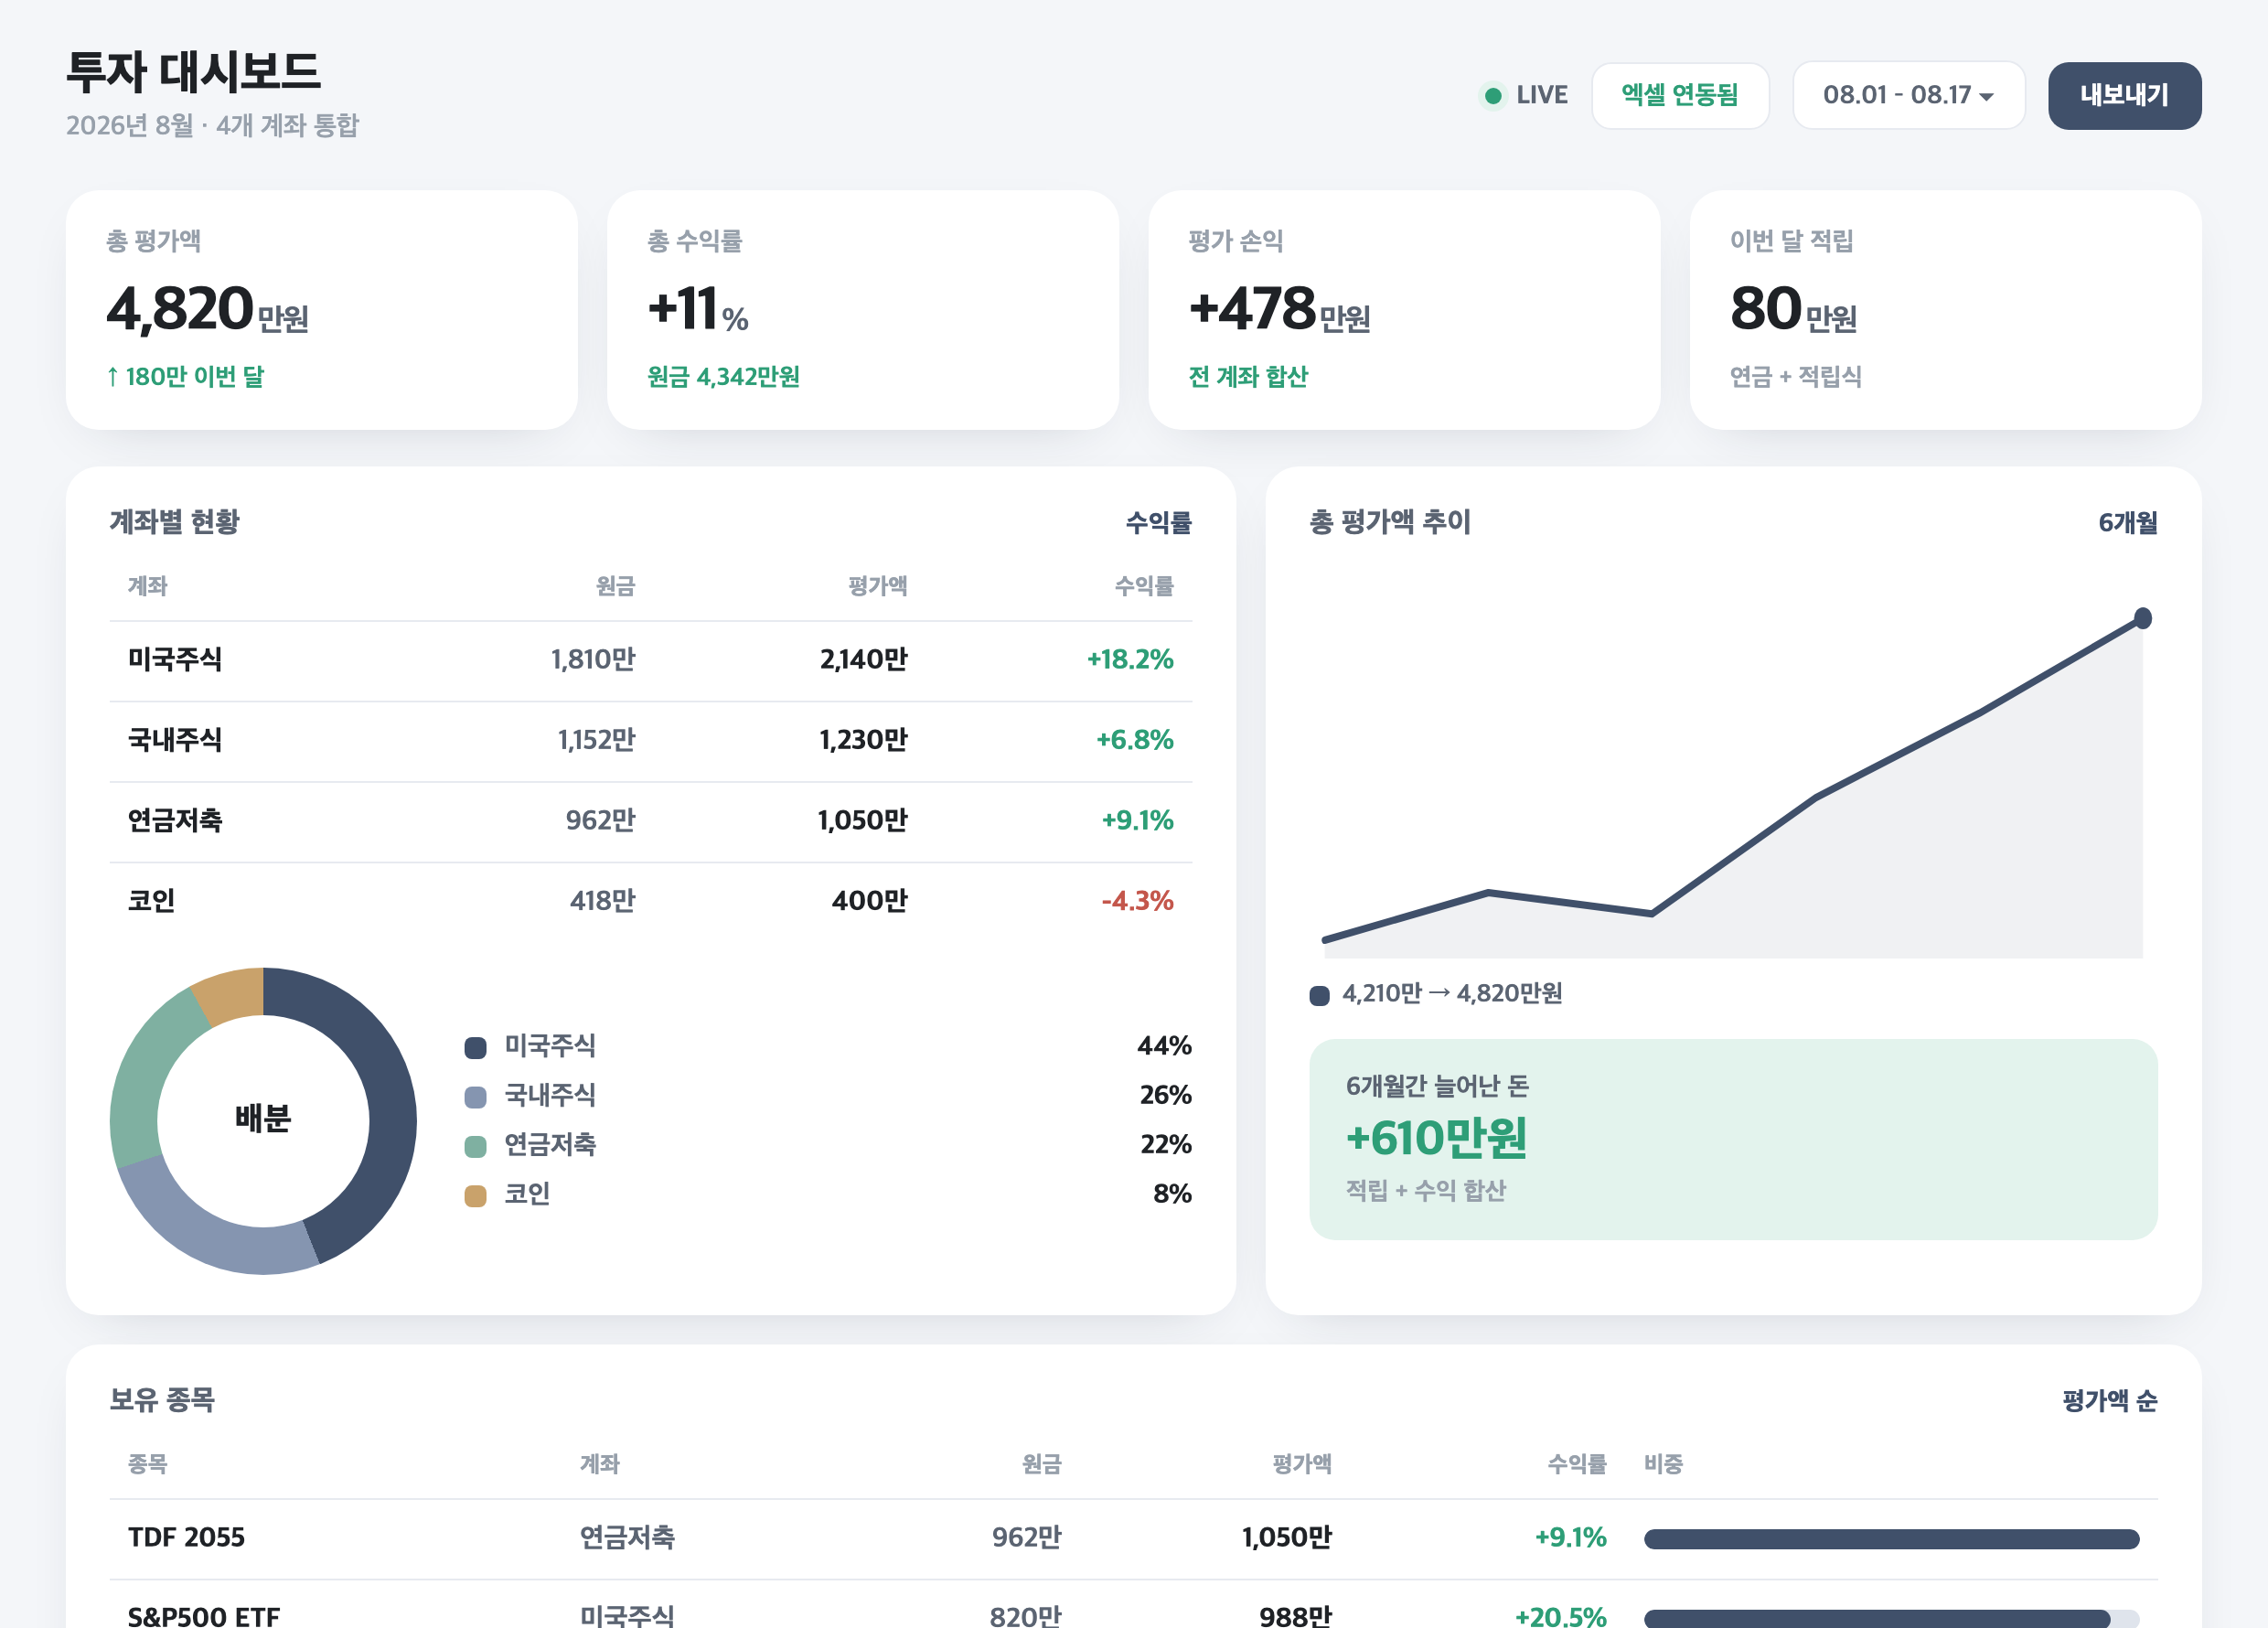 투자 대시보드
2026년 8월 · 4개 계좌 통합
LIVE
엑셀 연동됨
08.01 - 08.17
내보내기
총 평가액
4,820만원
↑ 180만 이번 달
총 수익률
+11%
원금 4,342만원
평가 손익
+478만원
전 계좌 합산
이번 달 적립
80만원
연금 + 적립식
계좌별 현황 수익률
계좌 원금 평가액 수익률
미국주식 1,810만 2,140만 +18.2%
국내주식 1,152만 1,230만 +6.8%
연금저축 962만 1,050만 +9.1%
코인 418만 400만 -4.3%
배분
미국주식 44%
국내주식 26%
연금저축 22%
코인 8%
총 평가액 추이 6개월
4,210만 → 4,820만원
6개월간 늘어난 돈
+610만원
적립 + 수익 합산
보유 종목 평가액 순
종목 계좌 원금 평가액 수익률 비중
TDF 2055 연금저축 962만 1,050만 +9.1%
S&P500 ETF 미국주식 820만 988만 +20.5%